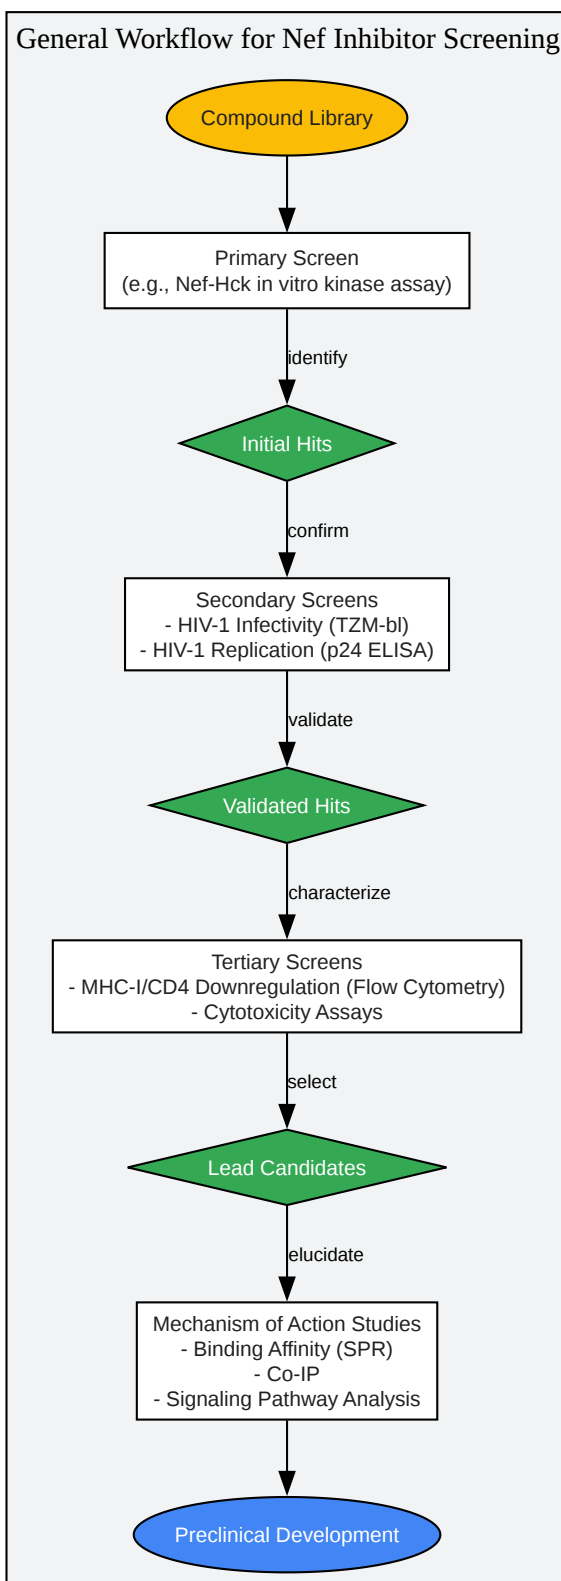 General Workflow for Nef Inhibitor Screening
Compound Library
Primary Screen
(e.g., Nef-Hck in vitro kinase assay)
identify
Initial Hits
confirm
Secondary Screens
- HIV-1 Infectivity (TZM-bl)
- HIV-1 Replication (p24 ELISA)
validate
Validated Hits
characterize
Tertiary Screens
- MHC-I/CD4 Downregulation (Flow Cytometry)
- Cytotoxicity Assays
select
Lead Candidates
elucidate
Mechanism of Action Studies
- Binding Affinity (SPR)
- Co-IP
- Signaling Pathway Analysis
Preclinical Development